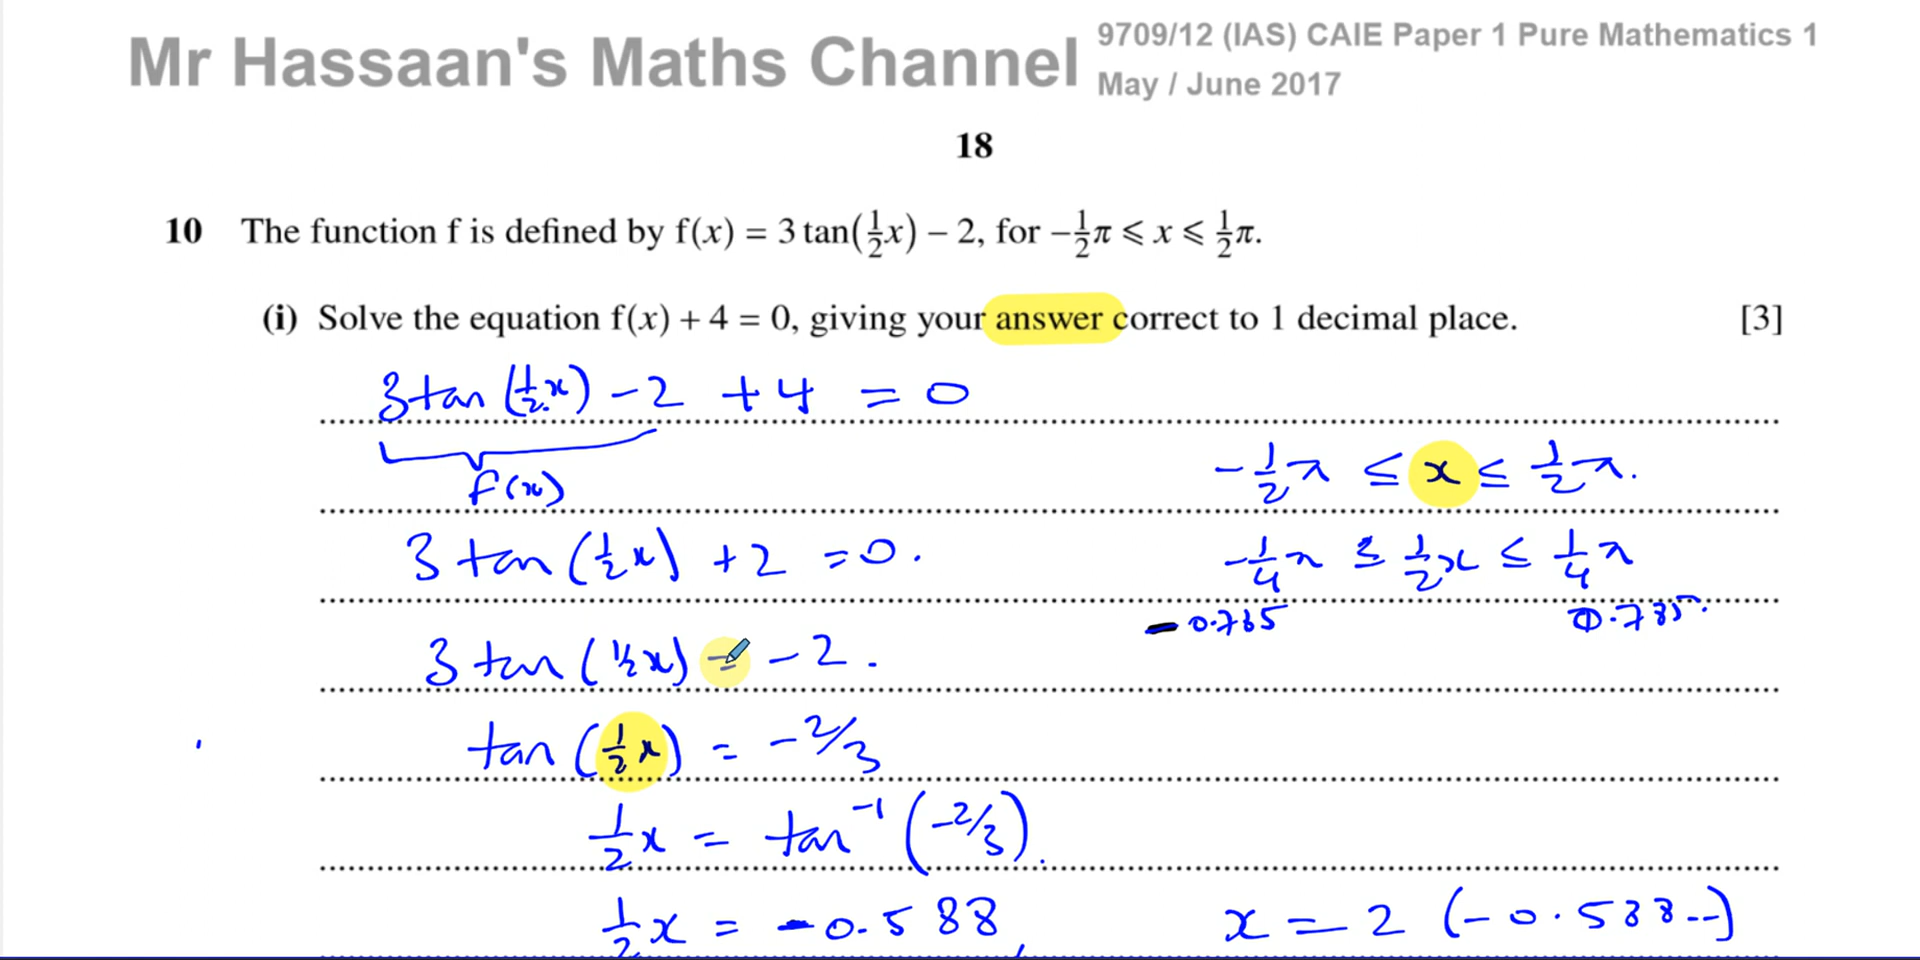 Mr Hassaan's Maths Channel
9709/12 (IAS) CAIE Paper 1 Pure Mathematics 1
May / June 2017
18
10 The function f is defined by f(x) = 3 tan(½x) − 2, for −½π ⩽ x ⩽ ½π.
(i) Solve the equation f(x) + 4 = 0, giving your answer correct to 1 decimal place. [3]
3tan(½x) − 2 + 4 = 0
f(x)
−½π ≤ x ≤ ½π.
3 tan(½x) + 2 = 0.
−¼π ≤ ½x ≤ ¼π
−0.785 0.785.
3 tan(½x) = −2.
tan(½x) = −2/3
½x = tan⁻¹(−2/3).
½x = −0.588, x = 2(−0.588--)